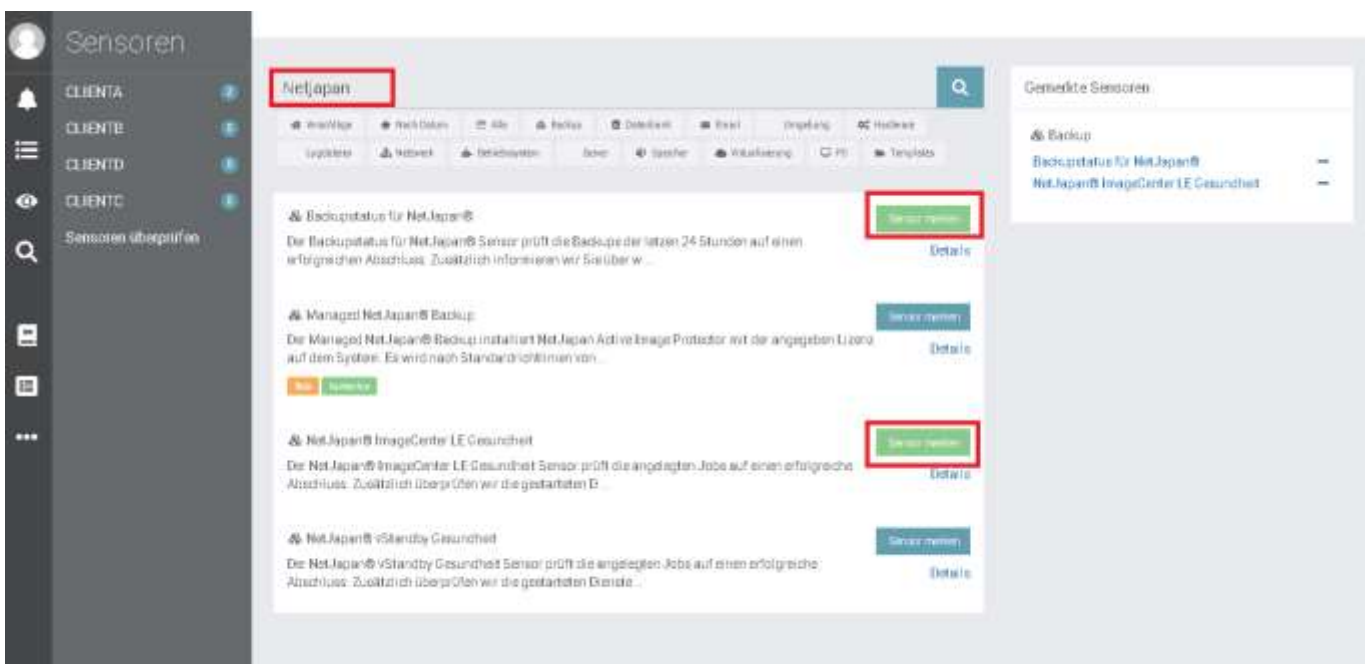 Sensoren
CLIENTA
CLIENTB
CLIENTD
CLIENTC
Sensoren überprüfen
Netjapan
Nach Datum Alle Backup Datenbank Email Umgebung Hardware
Netzwerk Betriebssystem Server Speicher Virtualisierung PC Templates
Backupstatus für NetJapan®
Sensor merken
Der Backupstatus für NetJapan® Sensor prüft die Backups der letzen 24 Stunden auf einen
erfolgreichen Abschluss. Zusätzlich informieren wir Sie über w...
Details
Managed NetJapan® Backup
Sensor merken
Der Managed NetJapan® Backup installiert NetJapan Active Image Protector mit der angegeben Lizenz
auf dem System. Es wird nach Standardrichtlinien von...
Details
NetJapan® ImageCenter LE Gesundheit
Sensor merken
Der NetJapan® ImageCenter LE Gesundheit Sensor prüft die angelegten Jobs auf einen erfolgreiche
Abschluss. Zusätzlich überprüfen wir die gestarteten D...
Details
NetJapan® vStandby Gesundheit
Sensor merken
Der NetJapan® vStandby Gesundheit Sensor prüft die angelegten Jobs auf einen erfolgreiche
Abschluss. Zusätzlich überprüfen wir die gestarteten Dienste...
Details
Gemerkte Sensoren
Backup
Backupstatus für NetJapan®
NetJapan® ImageCenter LE Gesundheit